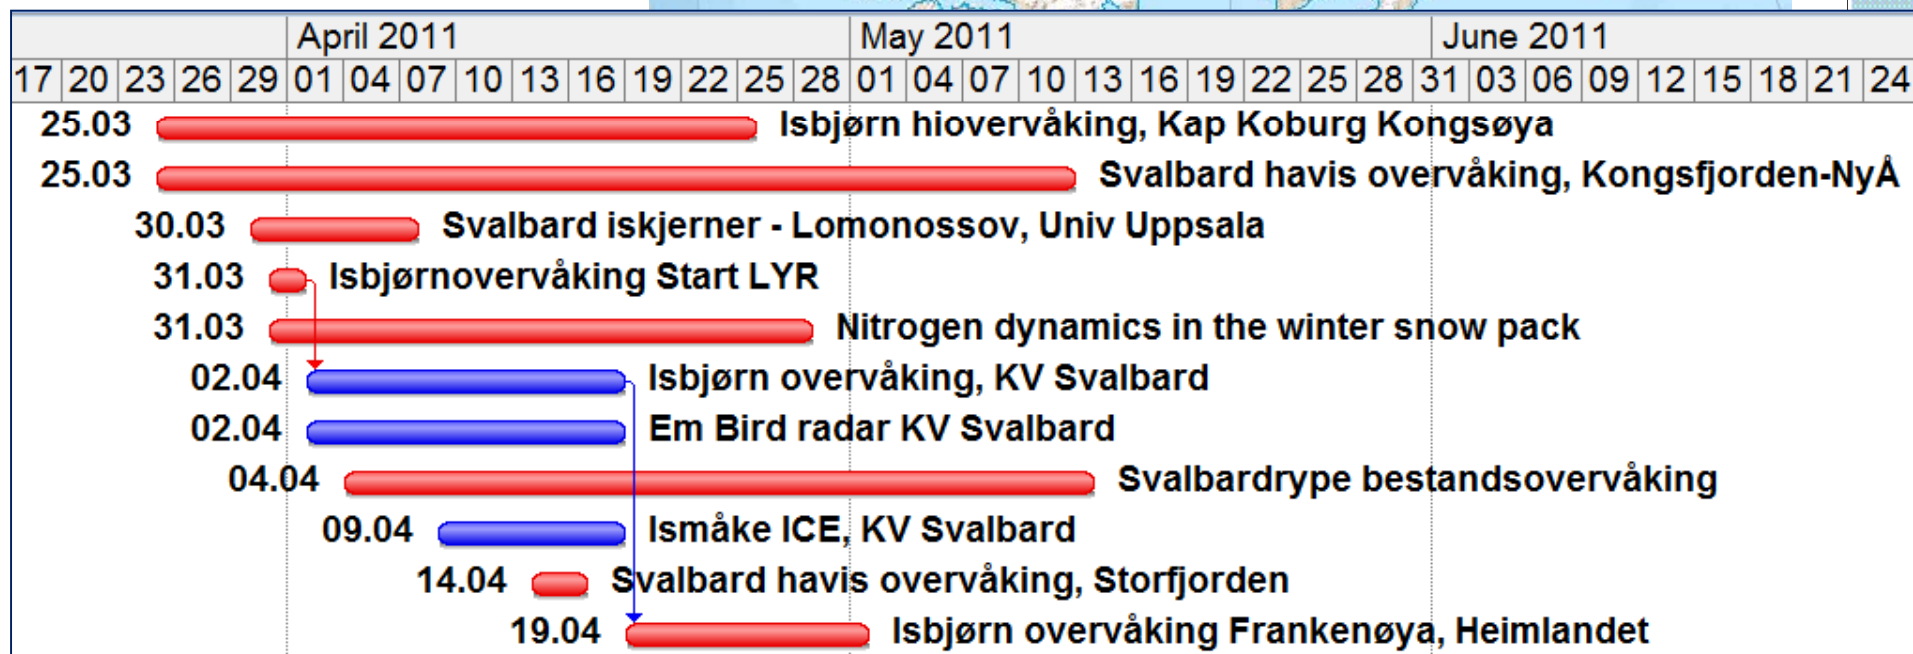 April 2011 May 2011 June 2011
17 20 23 26 29 01 04 07 10 13 16 19 22 25 28 01 04 07 10 13 16 19 22 25 28 31 03 06 09 12 15 18 21 24
25.03 Isbjørn hiovervåking, Kap Koburg Kongsøya
25.03 Svalbard havis overvåking, Kongsfjorden-NyÅ
30.03 Svalbard iskjerner - Lomonossov, Univ Uppsala
31.03 Isbjørnovervåking Start LYR
31.03 Nitrogen dynamics in the winter snow pack
02.04 Isbjørn overvåking, KV Svalbard
02.04 Em Bird radar KV Svalbard
04.04 Svalbardrype bestandsovervåking
09.04 Ismåke ICE, KV Svalbard
14.04 Svalbard havis overvåking, Storfjorden
19.04 Isbjørn overvåking Frankenøya, Heimlandet